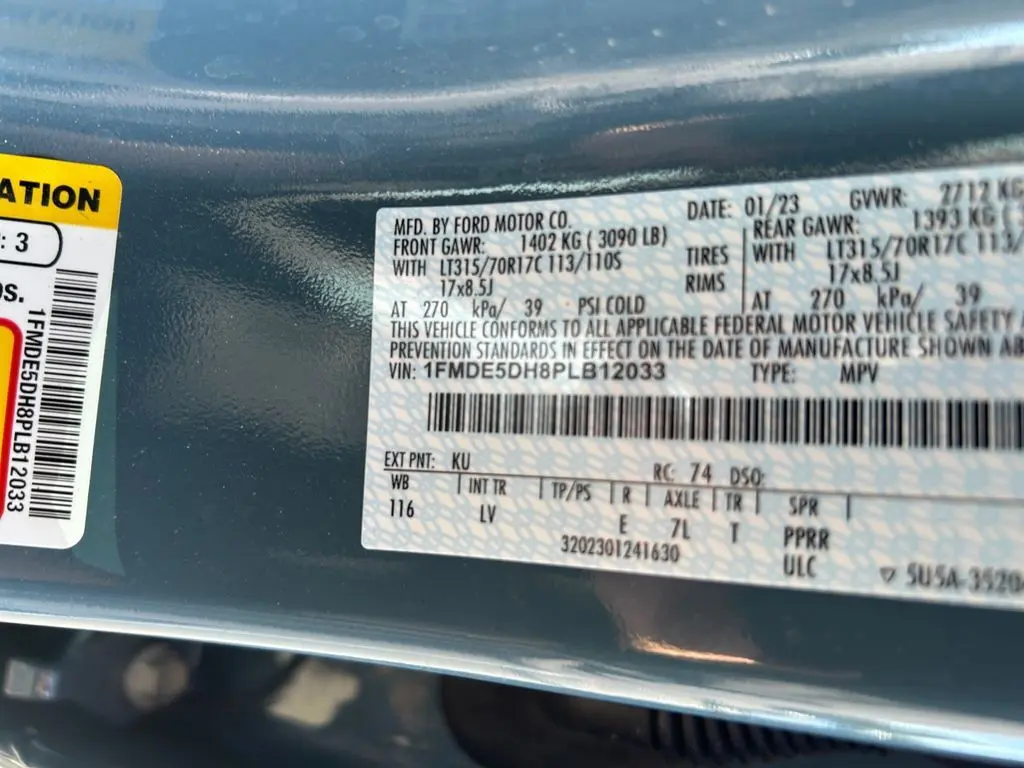 ATION
: 3
S.
1FMDE5DH8PLB12033
MFD. BY FORD MOTOR CO.
DATE: 01/23
GVWR: 2712 KG
FRONT GAWR: 1402 KG ( 3090 LB)
WITH LT315/70R17C 113/110S
TIRES
17x8.5J
RIMS
AT 270 kPa/ 39 PSI COLD
REAR GAWR: 1393 KG (
WITH LT315/70R17C 113/
17x8.5J
AT 270 kPa/ 39
THIS VEHICLE CONFORMS TO ALL APPLICABLE FEDERAL MOTOR VEHICLE SAFETY
PREVENTION STANDARDS IN EFFECT ON THE DATE OF MANUFACTURE SHOWN AB
VIN: 1FMDE5DH8PLB12033 TYPE: MPV
EXT PNT: KU RC: 74 DSO:
WB INT TR TP/PS R AXLE TR SPR
116 LV E 7L T PPRR
3202301241630 ULC
5U5A-3520